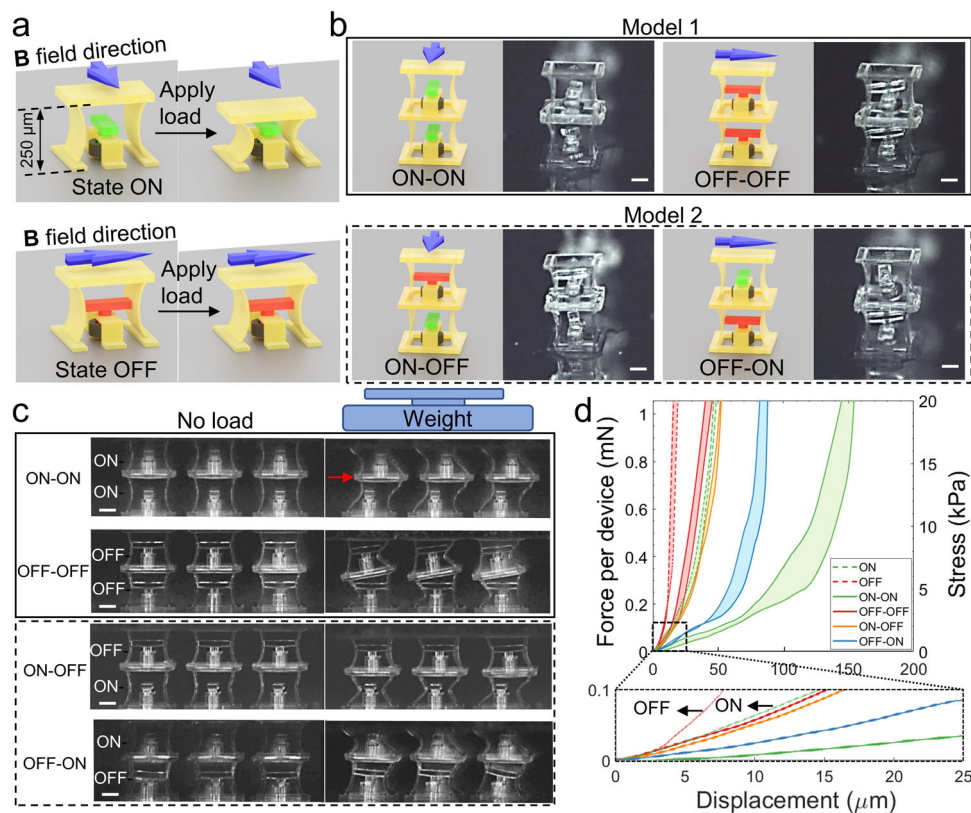 a
B field direction
Apply
load
250 µm
State ON
B field direction
Apply
load
State OFF
b
Model 1
ON-ON
OFF-OFF
Model 2
ON-OFF
OFF-ON
c
No load
Weight
ON-ON
ON
ON
OFF-OFF
OFF
OFF
ON-OFF
OFF
ON
OFF-ON
ON
OFF
d
Force per device (mN)
1
0.8
0.6
0.4
0.2
0
0
50
100
150
200
20
15
10
5
0
Stress (kPa)
ON
OFF
ON-ON
OFF-OFF
ON-OFF
OFF-ON
0.1
0
OFF
ON
0
5
10
15
20
25
Displacement (µm)